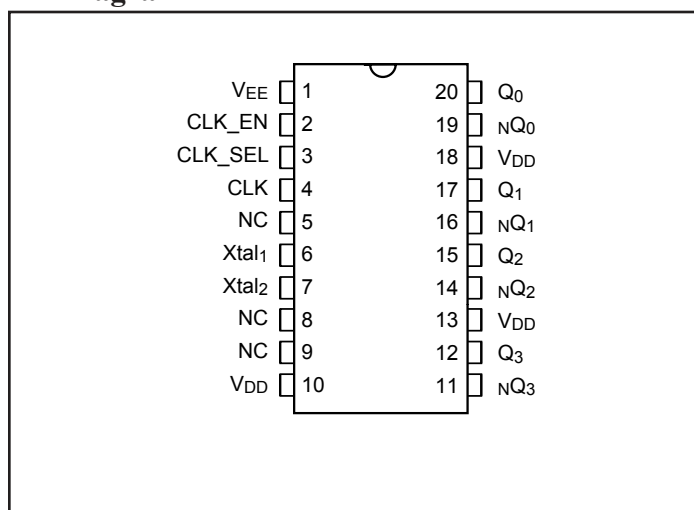 VEE 1 20 Q0
CLK_EN 2 19 NQ0
CLK_SEL 3 18 VDD
CLK 4 17 Q1
NC 5 16 NQ1
Xtal1 6 15 Q2
Xtal2 7 14 NQ2
NC 8 13 VDD
NC 9 12 Q3
VDD 10 11 NQ3